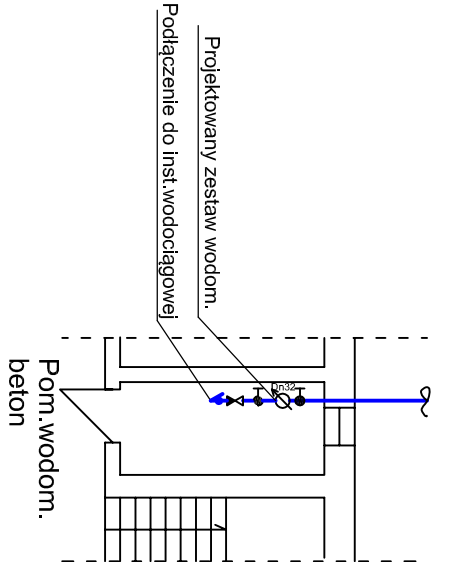 Projektowany zestaw wodom.
Podłączenie do inst.wodociągowej
Dn32
Pom.wodom.
beton